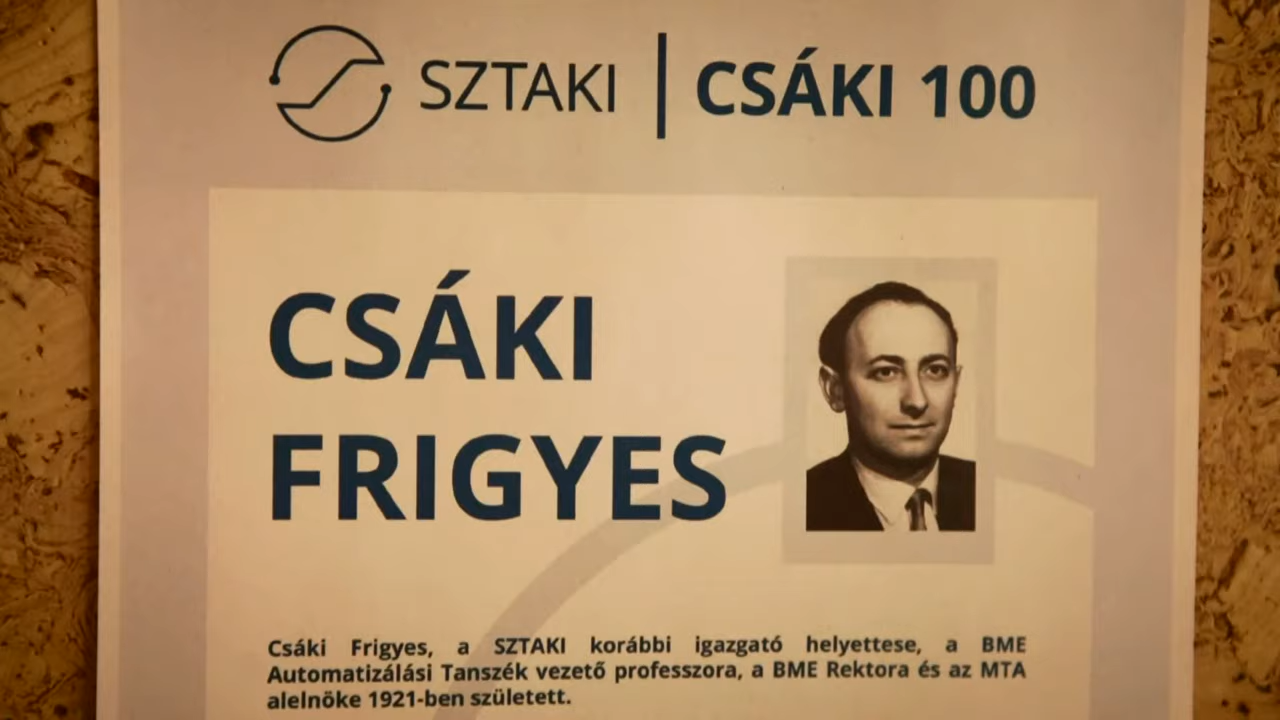 SZTAKI | CSÁKI 100
CSÁKI
FRIGYES
Csáki Frigyes, a SZTAKI korábbi igazgató helyettese, a BME
Automatizálási Tanszék vezető professzora, a BME Rektora és az MTA
alelnöke 1921-ben született.